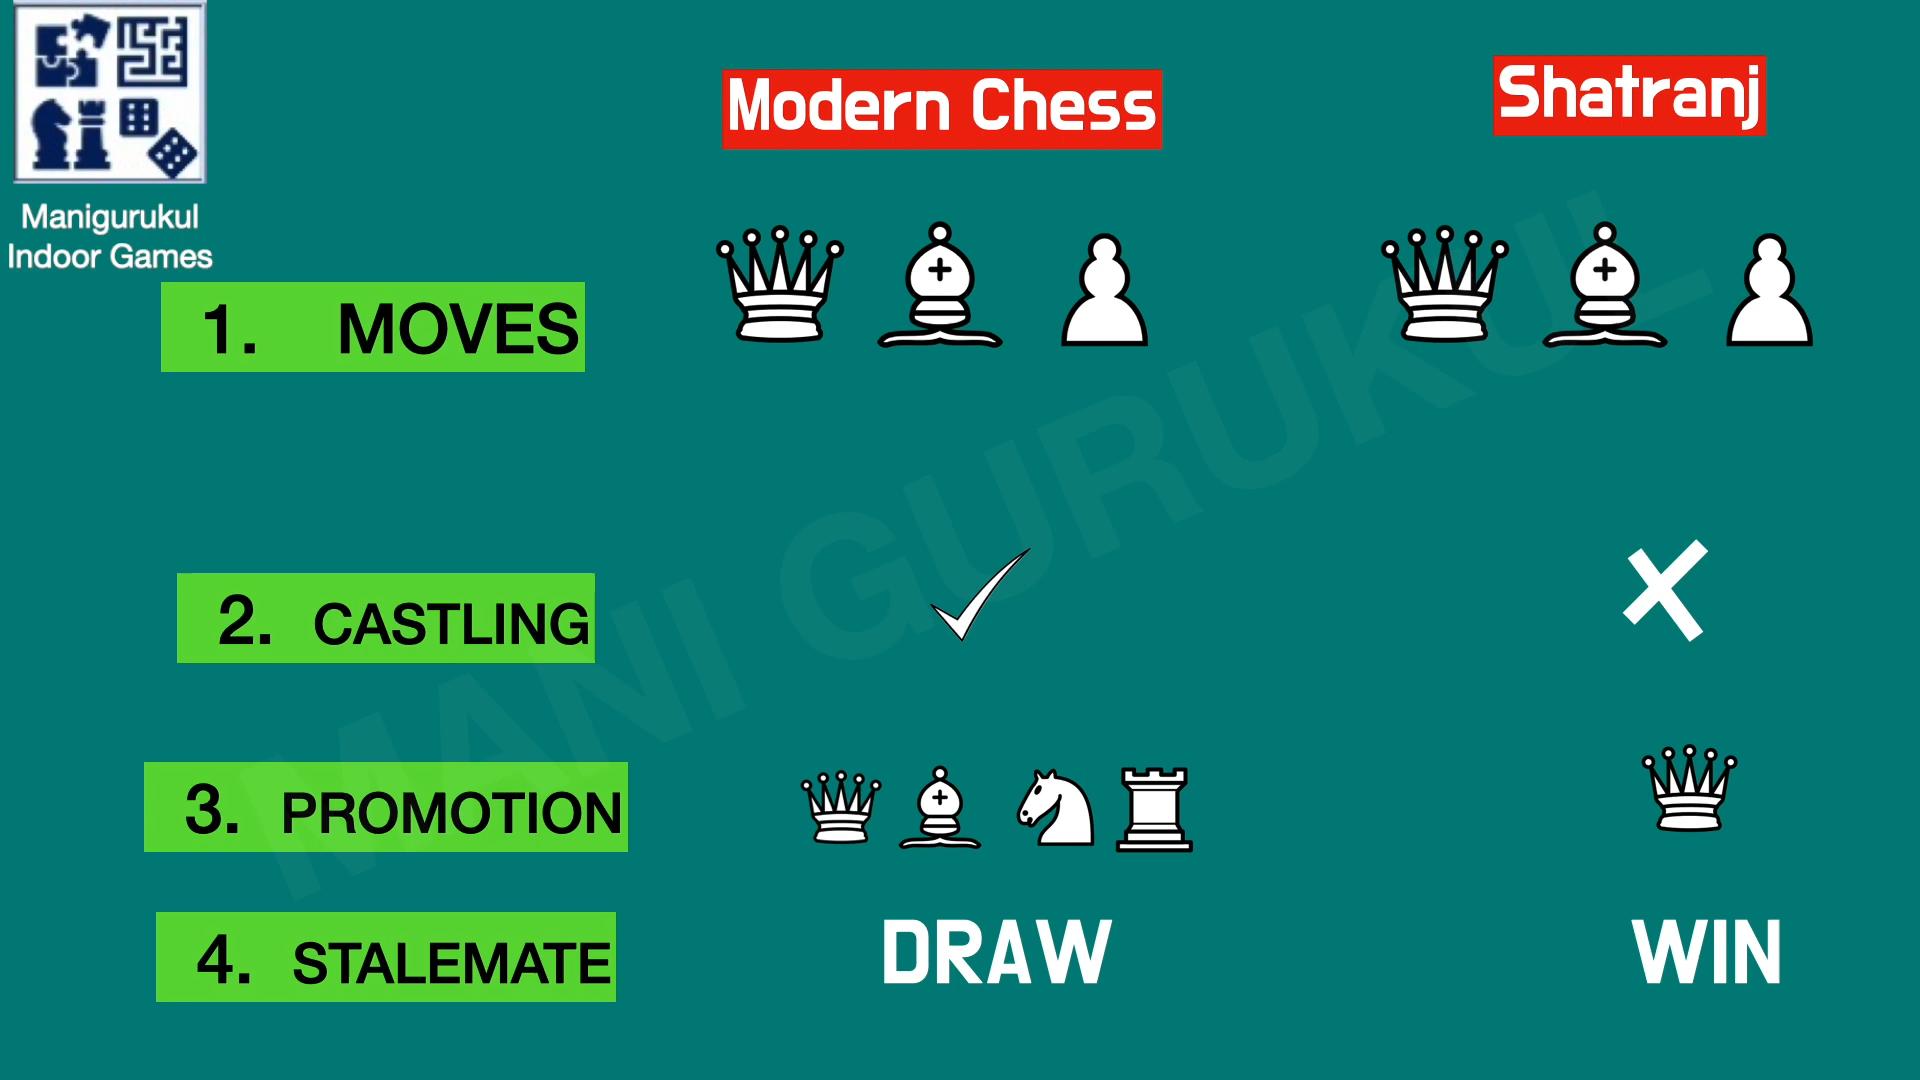 Manigurukul
Indoor Games
Modern Chess
Shatranj
1. MOVES
2. CASTLING
3. PROMOTION
4. STALEMATE
DRAW
WIN
MANI GURUKUL